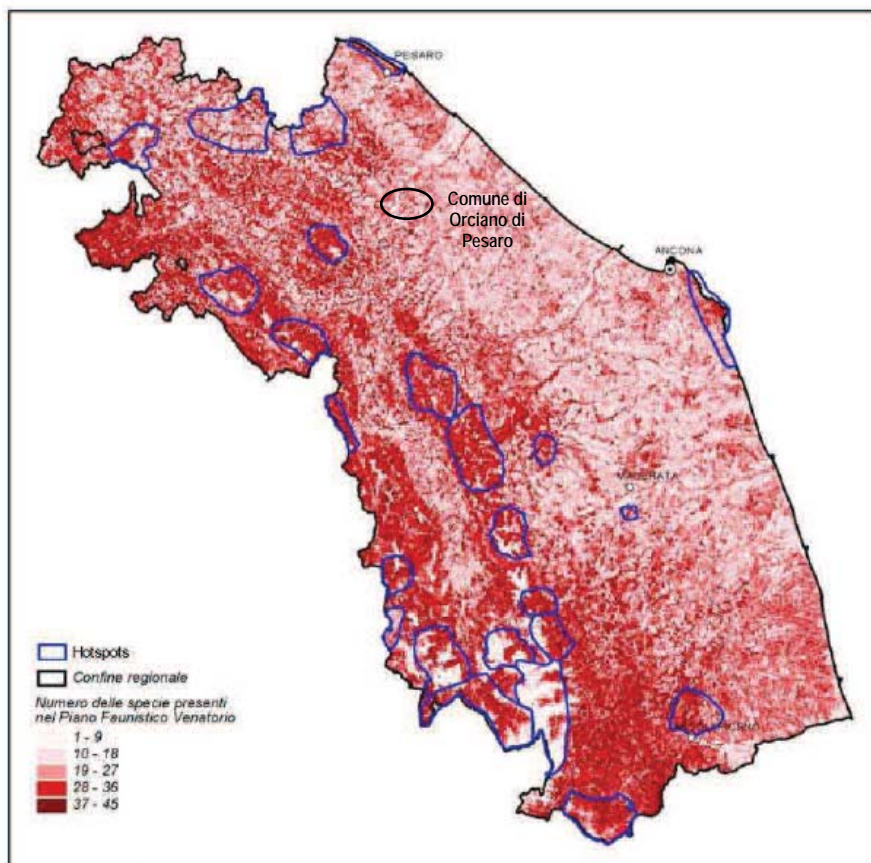 PESARO
Comune di
Orciano di
Pesaro
ANCONA
MACERATA
Hotspots
Confine regionale
Numero delle specie presenti
nel Piano Faunistico Venatorio
1 - 9
10 - 18
19 - 27
28 - 36
37 - 45